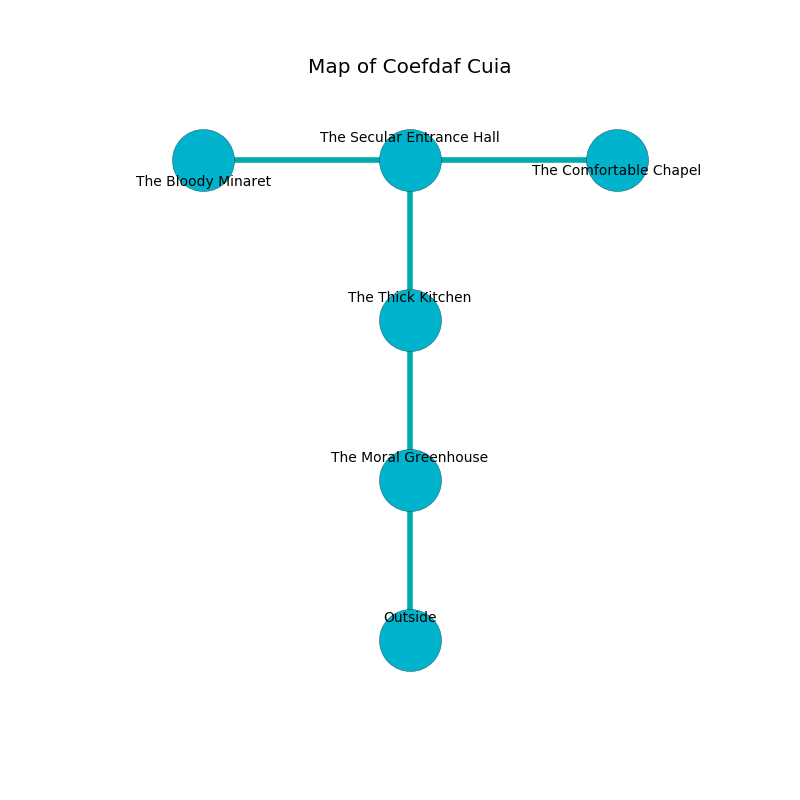 Map of Coefdaf Cuia
The Secular Entrance Hall
The Comfortable Chapel
The Bloody Minaret
The Thick Kitchen
The Moral Greenhouse
Outside